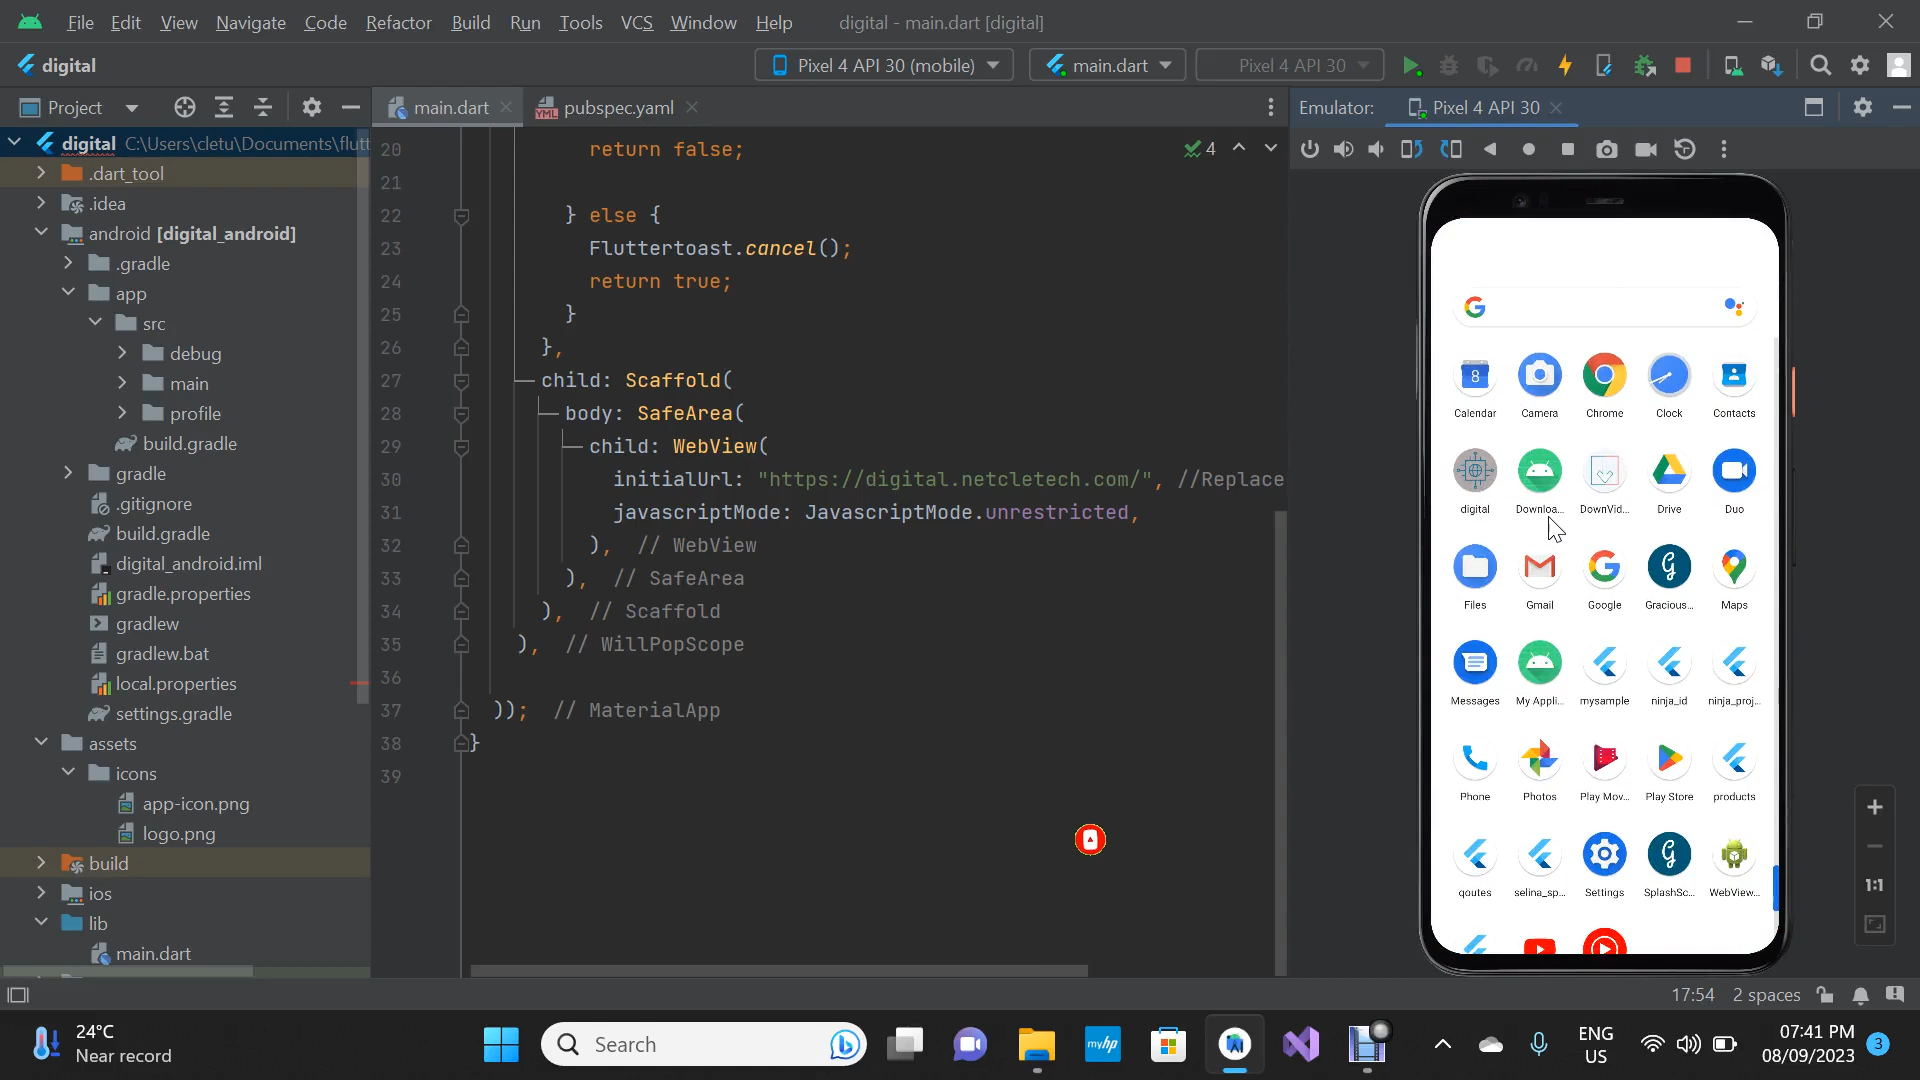 File Edit View Navigate Code Refactor Build Run Tools VCS Window Help digital - main.dart [digital]
digital Pixel 4 API 30 (mobile) main.dart Pixel 4 API 30
Project main.dart pubspec.yaml Emulator: Pixel 4 API 30
digital C:\Users\cletu\Documents\flutt
.dart_tool
.idea
android [digital_android]
.gradle
app
src
debug
main
profile
build.gradle
gradle
.gitignore
build.gradle
digital_android.iml
gradle.properties
gradlew
gradlew.bat
local.properties
settings.gradle
assets
icons
app-icon.png
logo.png
build
ios
lib
main.dart
20 return false;
21
22 } else {
23 Fluttertoast.cancel();
24 return true;
25 }
26 },
27 child: Scaffold(
28 body: SafeArea(
29 child: WebView(
30 initialUrl: "https://digital.netcletech.com/", //Replace
31 javascriptMode: JavascriptMode.unrestricted,
32 ), // WebView
33 ), // SafeArea
34 ), // Scaffold
35 ), // WillPopScope
36
37 )); // MaterialApp
38 }
39
4
8
Calendar Camera Chrome Clock Contacts
digital Downloa... DownVid... Drive Duo
Files Gmail Google Gracious... Maps
Messages My Appli... mysample ninja_id ninja_proj...
Phone Photos Play Mov... Play Store products
qoutes selina_sp... Settings SplashSc... WebView...
1:1
17:54 2 spaces
24°C
Near record
Search
myhp
ENG
US
07:41 PM
08/09/2023
3